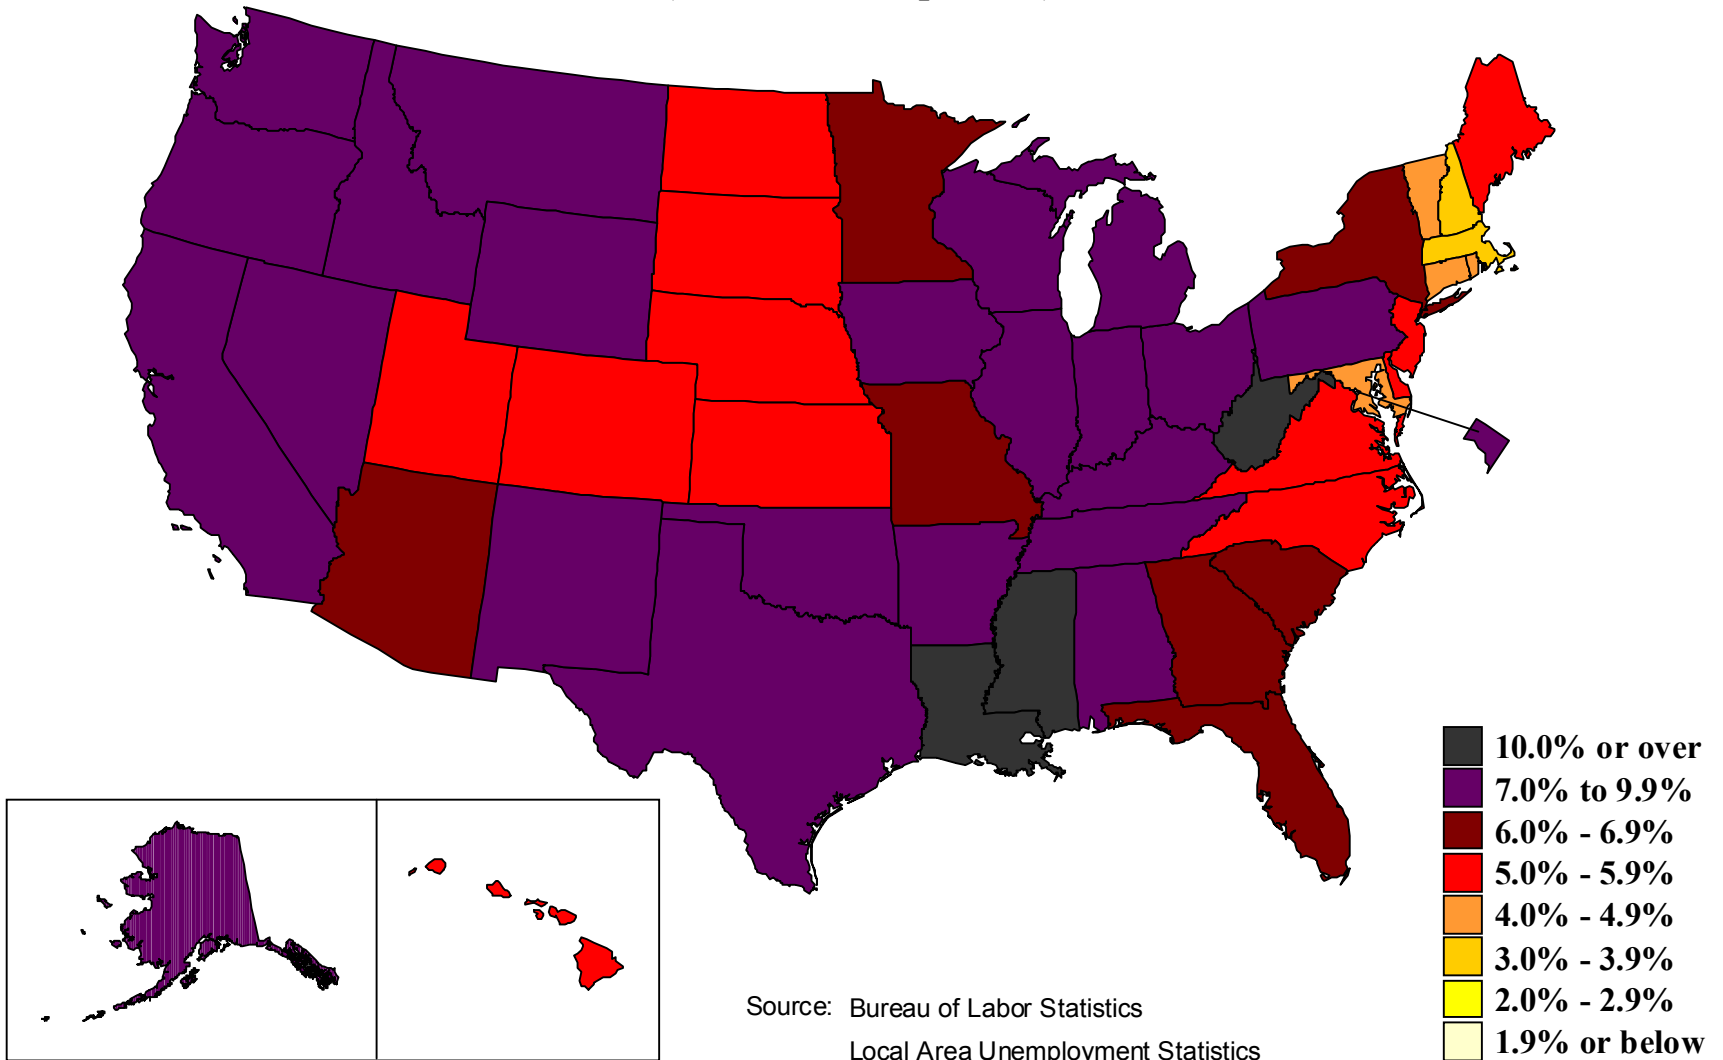 10.0% or over
7.0% to 9.9%
6.0% - 6.9%
5.0% - 5.9%
4.0% - 4.9%
3.0% - 3.9%
2.0% - 2.9%
1.9% or below
Source: Bureau of Labor Statistics
Local Area Unemployment Statistics